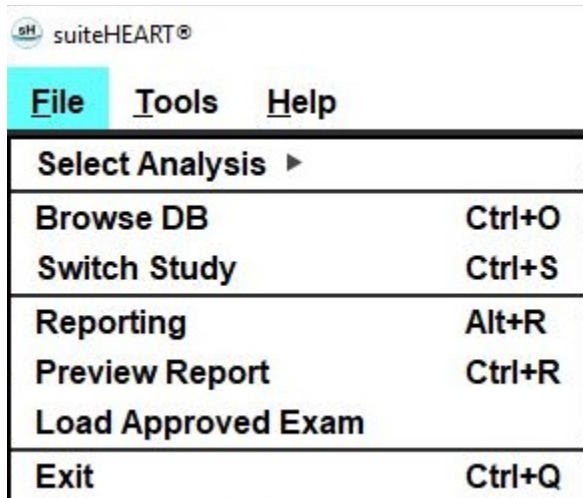 sH suiteHEART®
File Tools Help
Select Analysis ▶
Browse DB Ctrl+O
Switch Study Ctrl+S
Reporting Alt+R
Preview Report Ctrl+R
Load Approved Exam
Exit Ctrl+Q